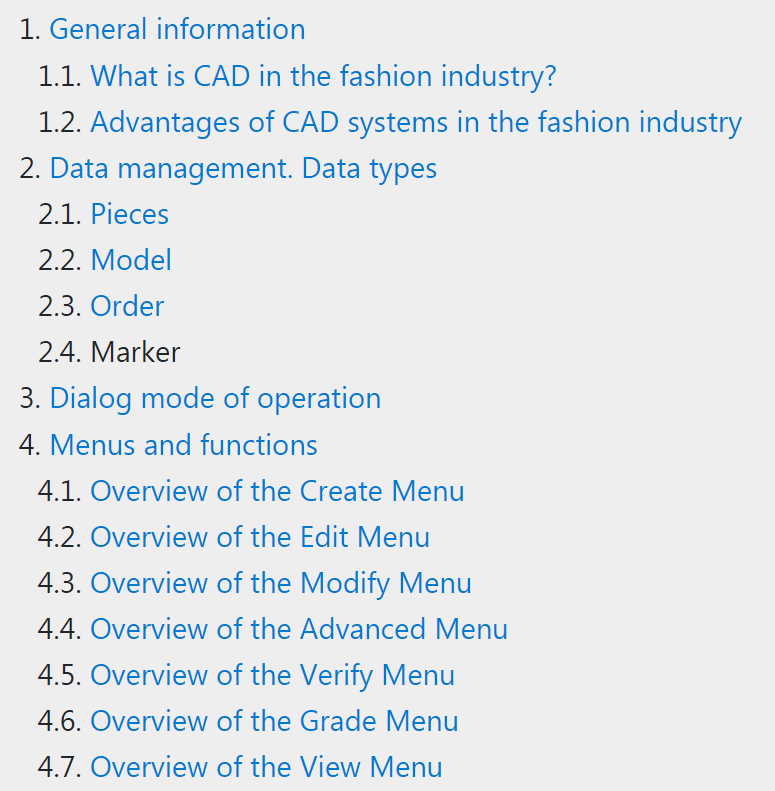 1. General information
1.1. What is CAD in the fashion industry?
1.2. Advantages of CAD systems in the fashion industry
2. Data management. Data types
2.1. Pieces
2.2. Model
2.3. Order
2.4. Marker
3. Dialog mode of operation
4. Menus and functions
4.1. Overview of the Create Menu
4.2. Overview of the Edit Menu
4.3. Overview of the Modify Menu
4.4. Overview of the Advanced Menu
4.5. Overview of the Verify Menu
4.6. Overview of the Grade Menu
4.7. Overview of the View Menu